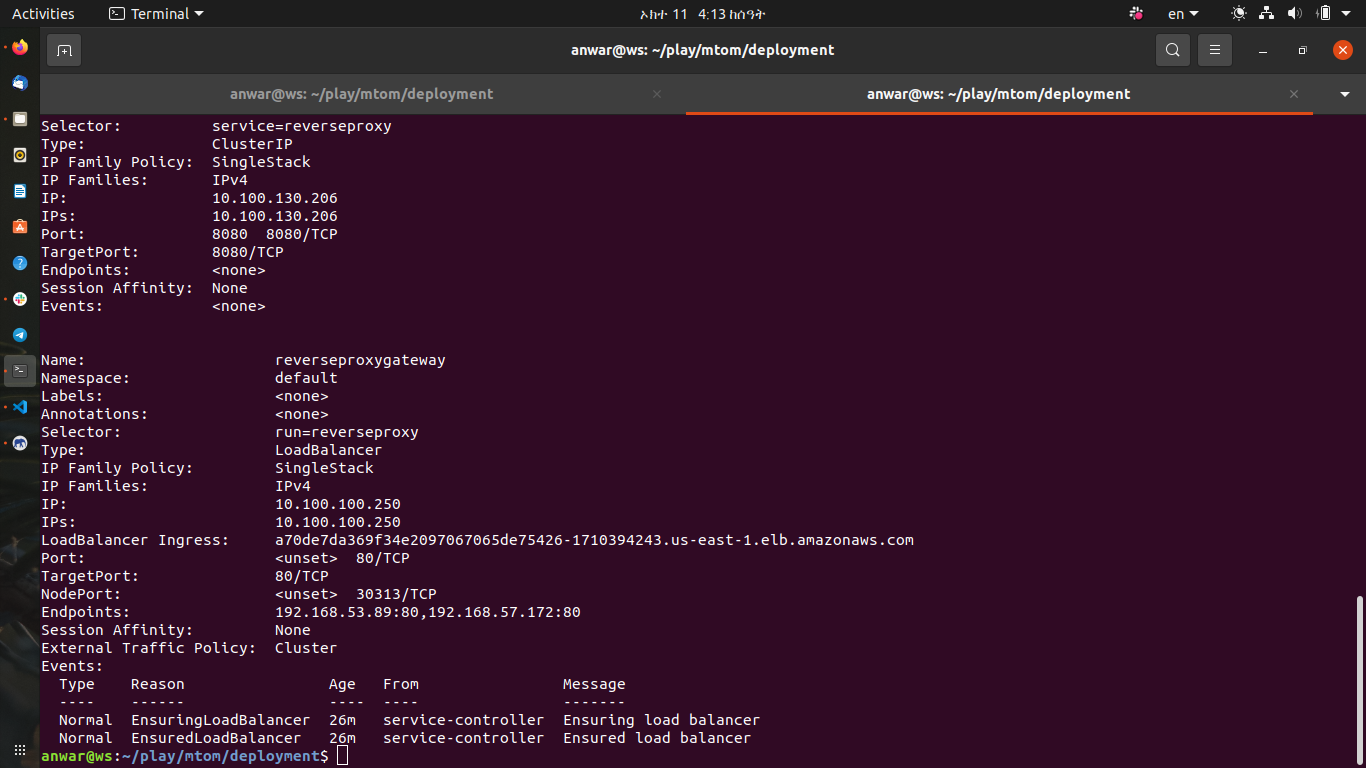 Activities Terminal ኦክተ 11 4:13 ከሰዓት en
anwar@ws: ~/play/mtom/deployment
anwar@ws: ~/play/mtom/deployment anwar@ws: ~/play/mtom/deployment
Selector: service=reverseproxy
Type: ClusterIP
IP Family Policy: SingleStack
IP Families: IPv4
IP: 10.100.130.206
IPs: 10.100.130.206
Port: 8080 8080/TCP
TargetPort: 8080/TCP
Endpoints: <none>
Session Affinity: None
Events: <none>
Name: reverseproxygateway
Namespace: default
Labels: <none>
Annotations: <none>
Selector: run=reverseproxy
Type: LoadBalancer
IP Family Policy: SingleStack
IP Families: IPv4
IP: 10.100.100.250
IPs: 10.100.100.250
LoadBalancer Ingress: a70de7da369f34e2097067065de75426-1710394243.us-east-1.elb.amazonaws.com
Port: <unset> 80/TCP
TargetPort: 80/TCP
NodePort: <unset> 30313/TCP
Endpoints: 192.168.53.89:80,192.168.57.172:80
Session Affinity: None
External Traffic Policy: Cluster
Events:
Type Reason Age From Message
---- ------ ---- ---- -------
Normal EnsuringLoadBalancer 26m service-controller Ensuring load balancer
Normal EnsuredLoadBalancer 26m service-controller Ensured load balancer
anwar@ws:~/play/mtom/deployment$